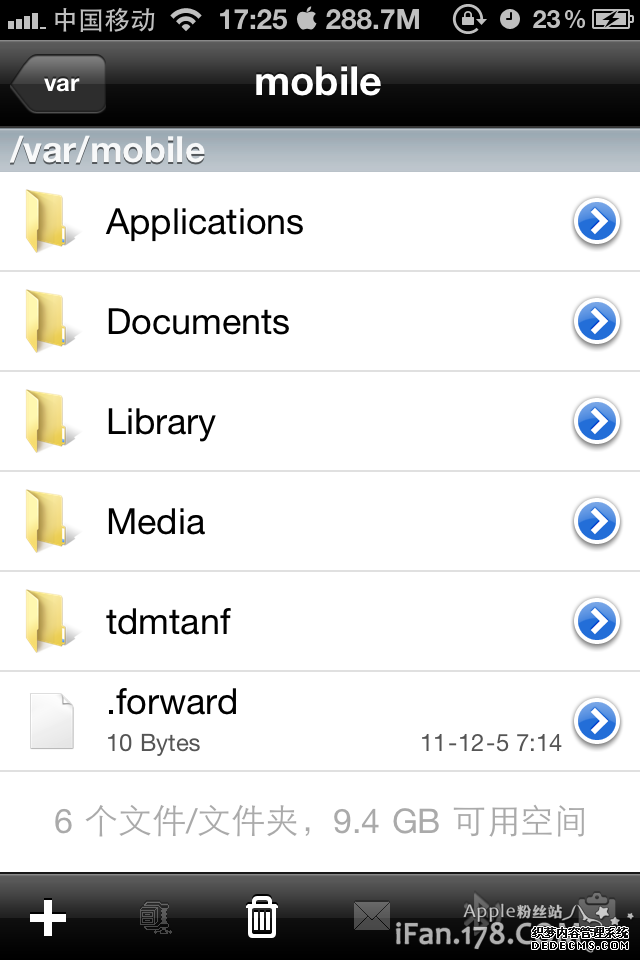 中国移动 17:25 288.7M 23%
var mobile
/var/mobile
Applications
Documents
Library
Media
tdmtanf
.forward
10 Bytes 11-12-5 7:14
6 个文件/文件夹，9.4 GB 可用空间
Apple粉丝站
iFan.178.C
织梦内容管理系统
DEDECMS.COM